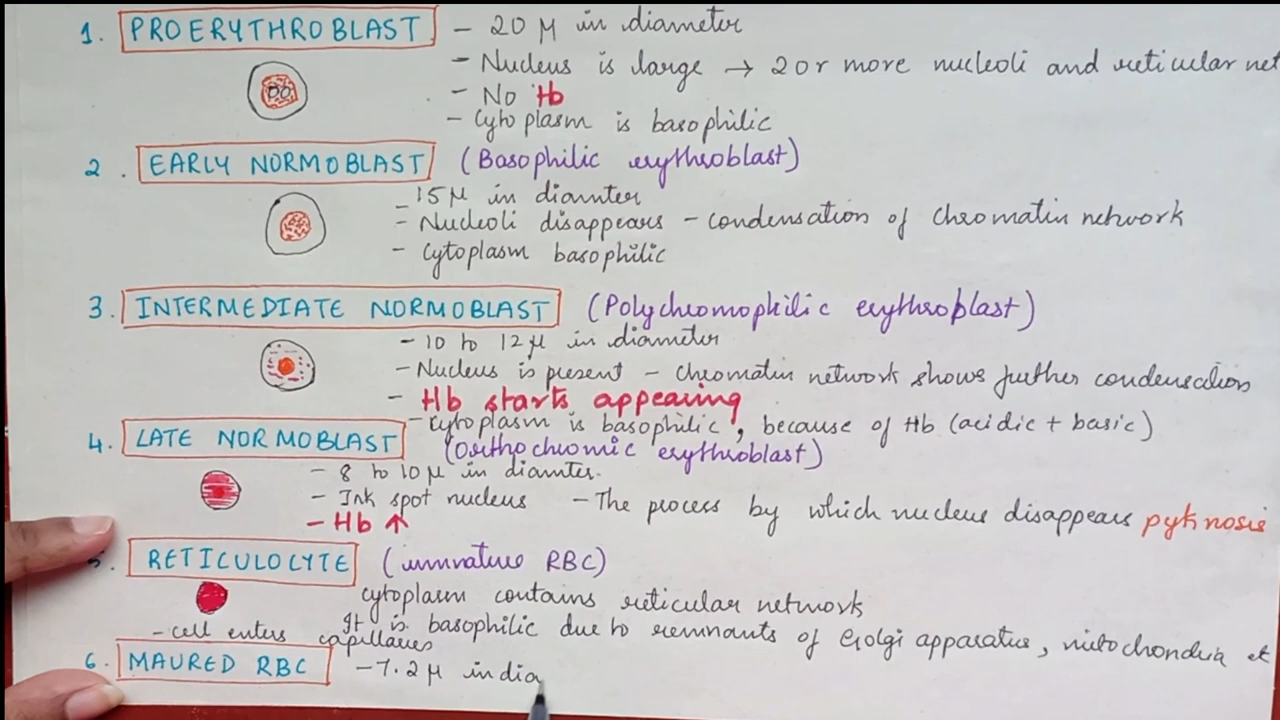 1. PROERYTHROBLAST - 20 μ in diameter
- Nucleus is large → 2 or more nucleoli and reticular net
- No Hb
- Cytoplasm is basophilic
2. EARLY NORMOBLAST (Basophilic erythroblast)
- 15 μ in diamter
- Nucleoli disappears - condensation of chromatin network
- Cytoplasm basophilic
3. INTERMEDIATE NORMOBLAST (Polychromophilic erythroblast)
- 10 to 12 μ in diameter
- Nucleus is present - chromatin network shows further condensation
- Hb starts appearing
- Cytoplasm is basophilic, because of Hb (acidic + basic)
4. LATE NORMOBLAST (Orthochromic erythroblast)
- 8 to 10 μ in diamter.
- Ink spot nucleus - The process by which nucleus disappears pyknosis
- Hb ↑
5. RETICULOCYTE (immature RBC)
Cytoplasm contains reticular network
It is basophilic due to remnants of Golgi apparatus, mitochondria et
- cell enters capillaries
6. MAURED RBC - 7.2 μ in dia